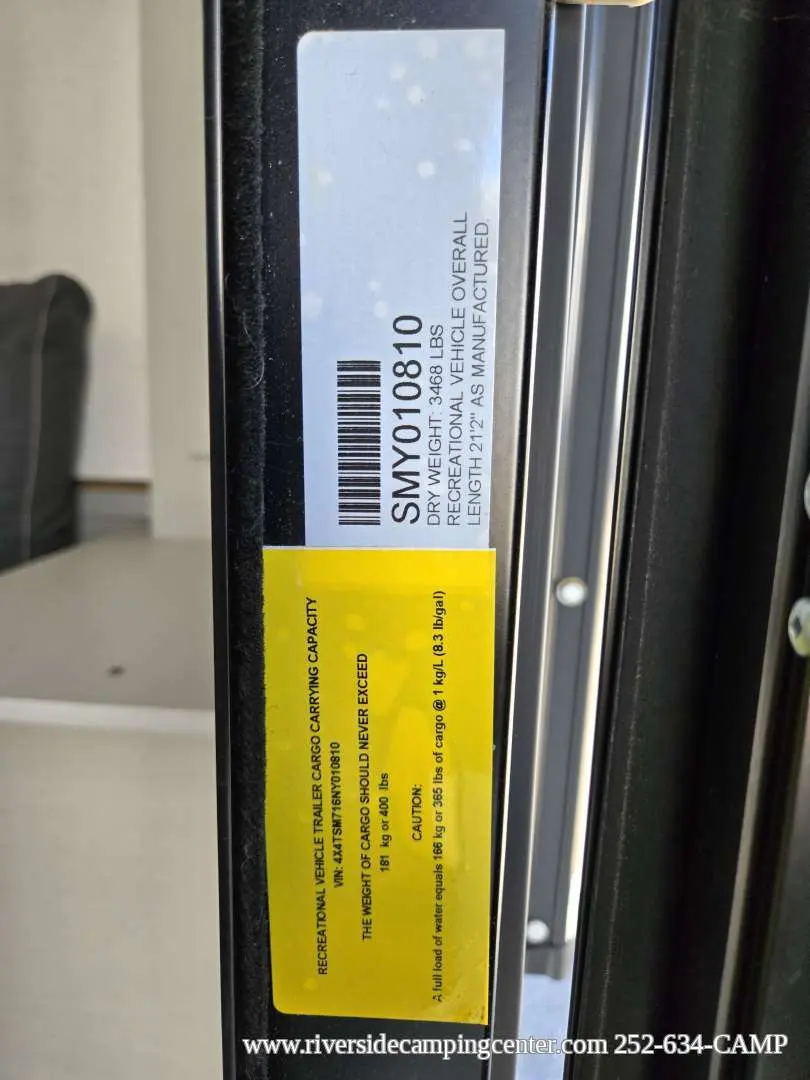 SMY010810
DRY WEIGHT: 3468 LBS
RECREATIONAL VEHICLE OVERALL
LENGTH 21'2" AS MANUFACTURED.
RECREATIONAL VEHICLE TRAILER CARGO CARRYING CAPACITY
VIN: 4X4TSM716NY010810
THE WEIGHT OF CARGO SHOULD NEVER EXCEED
181 kg or 400 lbs
CAUTION:
A full load of water equals 166 kg or 365 lbs of cargo @ 1 kg/L (8.3 lb/gal)
www.riversidecampingcenter.com 252-634-CAMP